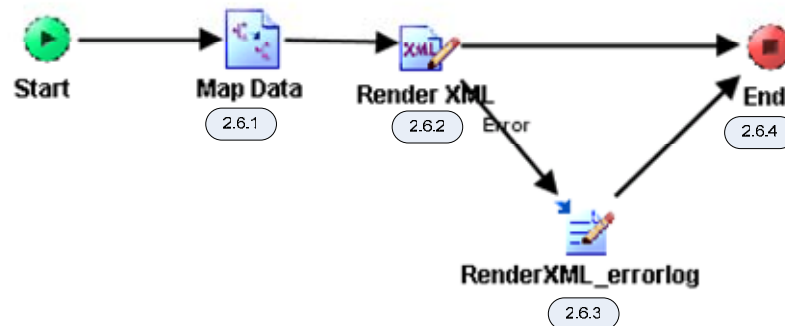 Start
Map Data
2.6.1
XML
Render XML
2.6.2
Error
End
2.6.4
RenderXML_errorlog
2.6.3